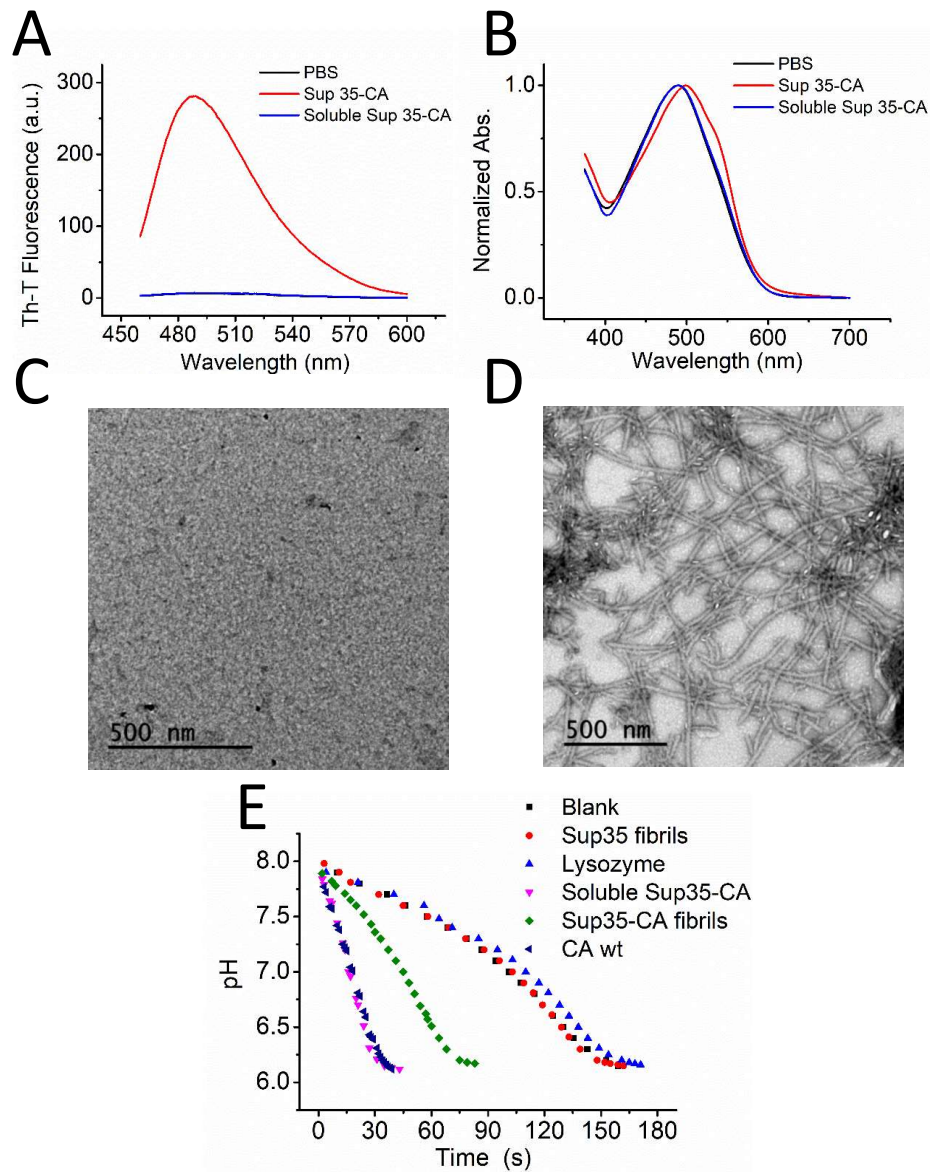 A
PBS
Sup 35-CA
Soluble Sup 35-CA
300
200
100
0
Th-T Fluorescence (a.u.)
450 480 510 540 570 600
Wavelength (nm)
B
PBS
Sup 35-CA
Soluble Sup 35-CA
1.0
0.5
0.0
Normalized Abs.
400 500 600 700
Wavelength (nm)
C
500 nm
D
500 nm
E
Blank
Sup35 fibrils
Lysozyme
Soluble Sup35-CA
Sup35-CA fibrils
CA wt
8.0
7.5
7.0
6.5
6.0
pH
0 30 60 90 120 150 180
Time (s)